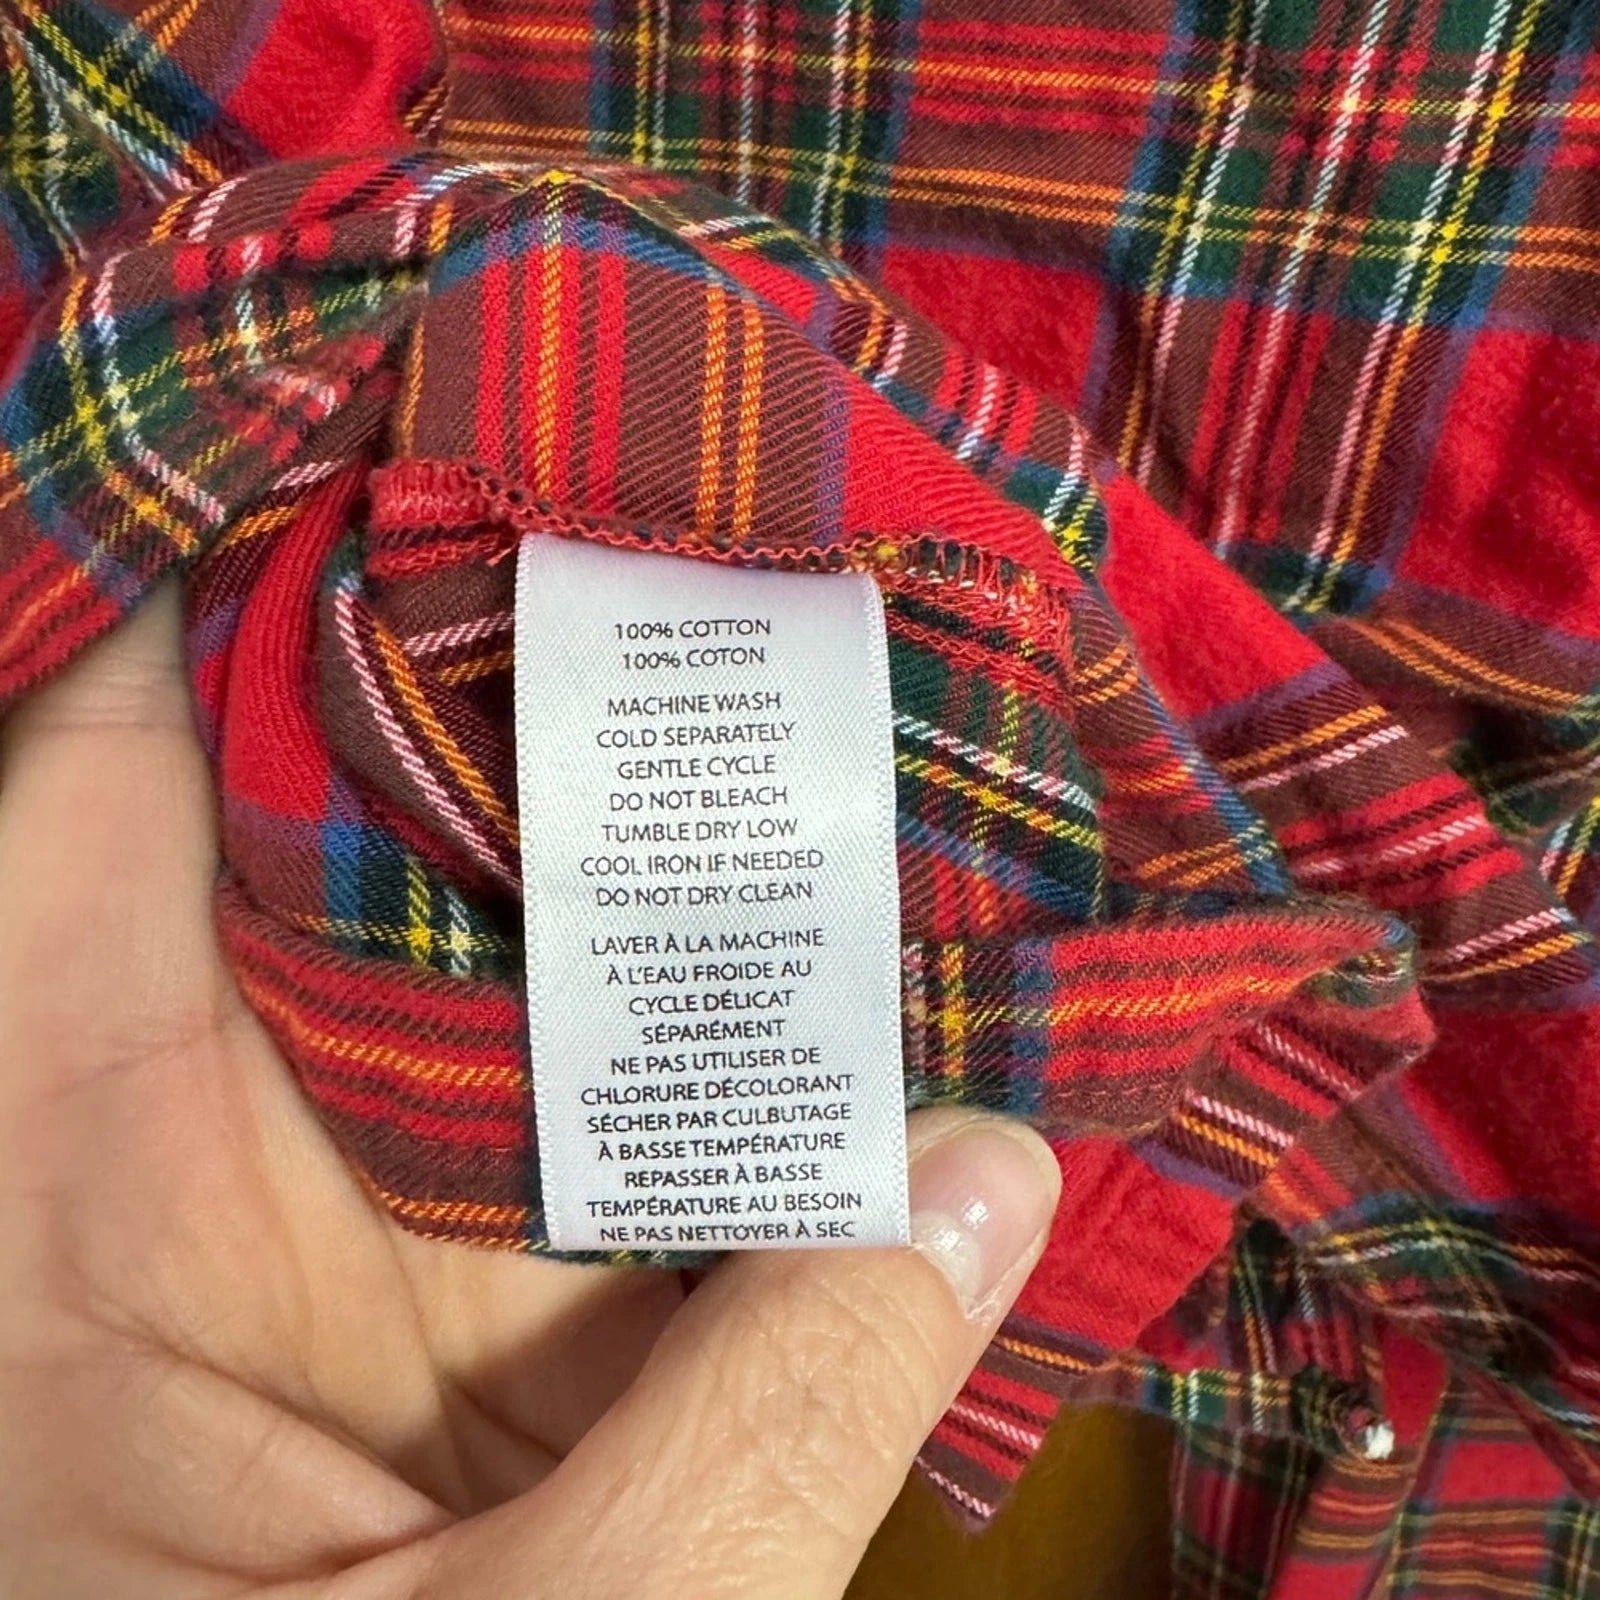 100% COTTON
100% COTON
MACHINE WASH
COLD SEPARATELY
GENTLE CYCLE
DO NOT BLEACH
TUMBLE DRY LOW
COOL IRON IF NEEDED
DO NOT DRY CLEAN
LAVER À LA MACHINE
À L'EAU FROIDE AU
CYCLE DÉLICAT
SÉPARÉMENT
NE PAS UTILISER DE
CHLORURE DÉCOLORANT
SÉCHER PAR CULBUTAGE
À BASSE TEMPÉRATURE
REPASSER À BASSE
TEMPÉRATURE AU BESOIN
NE PAS NETTOYER À SEC